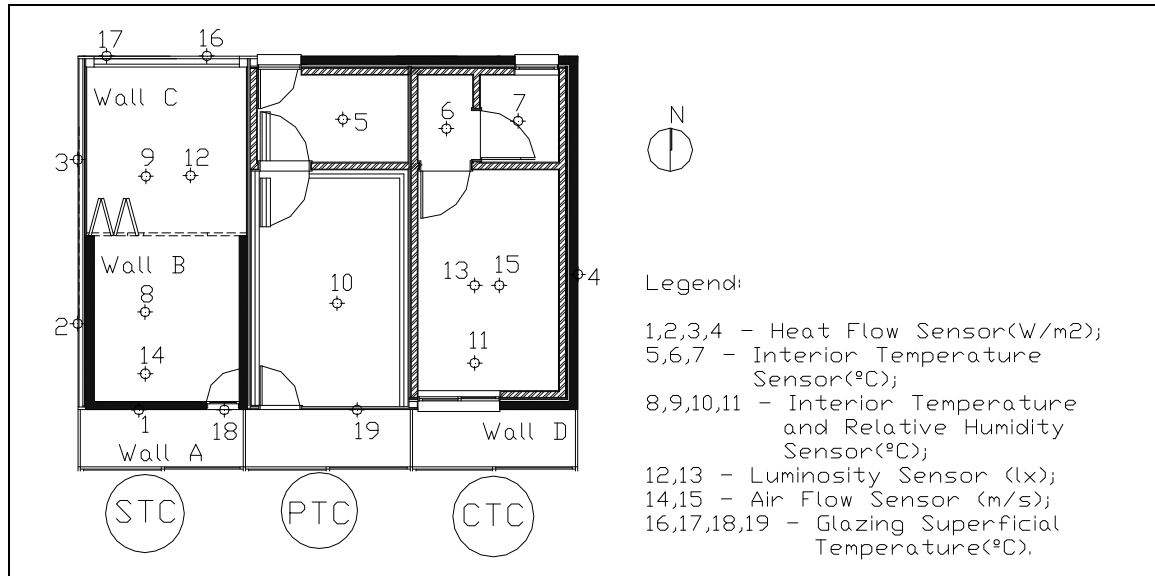 17 16
Wall C
N
5
6
7
3
9 12
Wall B
4
13 15
10
8
2
11
14
1
18
19
Wall A
Wall D
STC
PTC
CTC
Legend:
1,2,3,4 - Heat Flow Sensor(W/m2);
5,6,7 - Interior Temperature
Sensor(ºC);
8,9,10,11 - Interior Temperature
and Relative Humidity
Sensor(ºC);
12,13 - Luminosity Sensor (lx);
14,15 - Air Flow Sensor (m/s);
16,17,18,19 - Glazing Superficial
Temperature(ºC).